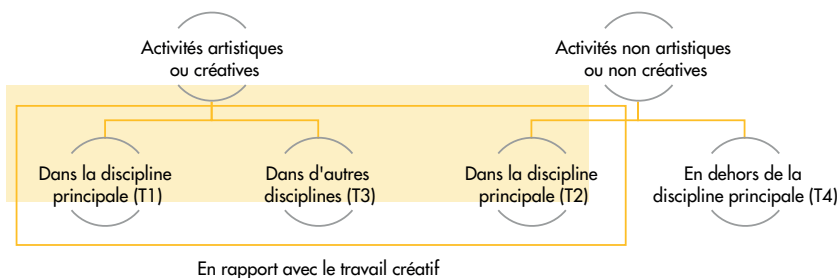 Activités artistiques
ou créatives
Activités non artistiques
ou non créatives
Dans la discipline
principale (T1)
Dans d'autres
disciplines (T3)
Dans la discipline
principale (T2)
En dehors de la
discipline principale (T4)
En rapport avec le travail créatif